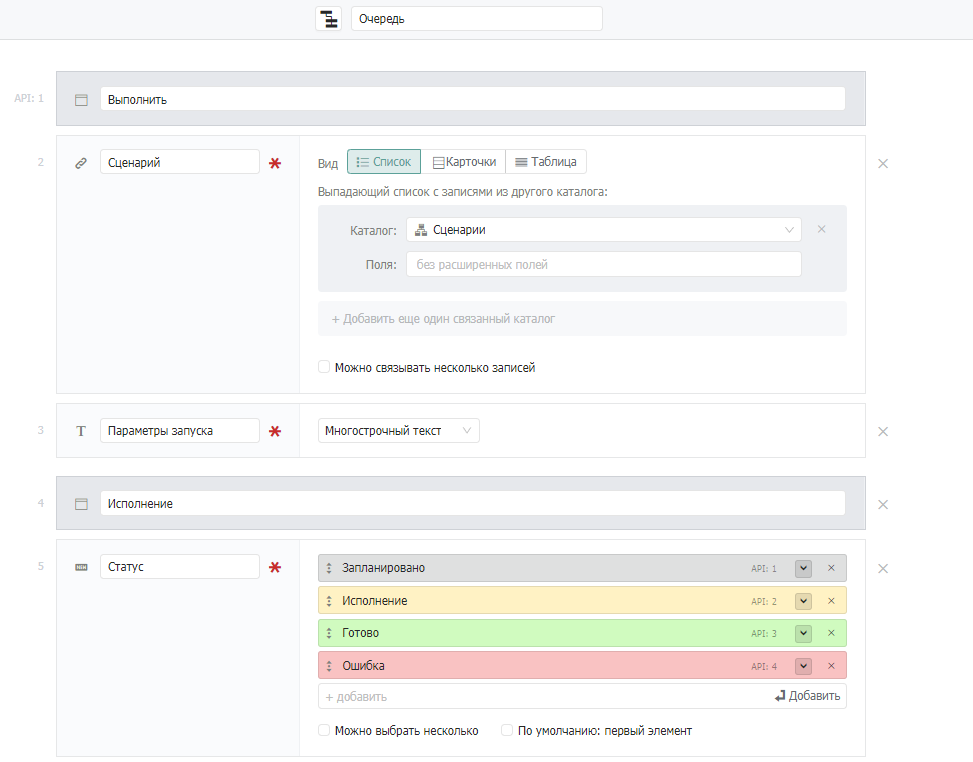 Очередь
API: 1
Выполнить
2
Сценарий
*
Вид Список Карточки Таблица
Выпадающий список с записями из другого каталога:
Каталог: Сценарии
Поля: без расширенных полей
+ Добавить еще один связанный каталог
Можно связывать несколько записей
3
T Параметры запуска
*
Многострочный текст
4
Исполнение
5
Статус
*
Запланировано API: 1
Исполнение API: 2
Готово API: 3
Ошибка API: 4
+ добавить Добавить
Можно выбрать несколько По умолчанию: первый элемент